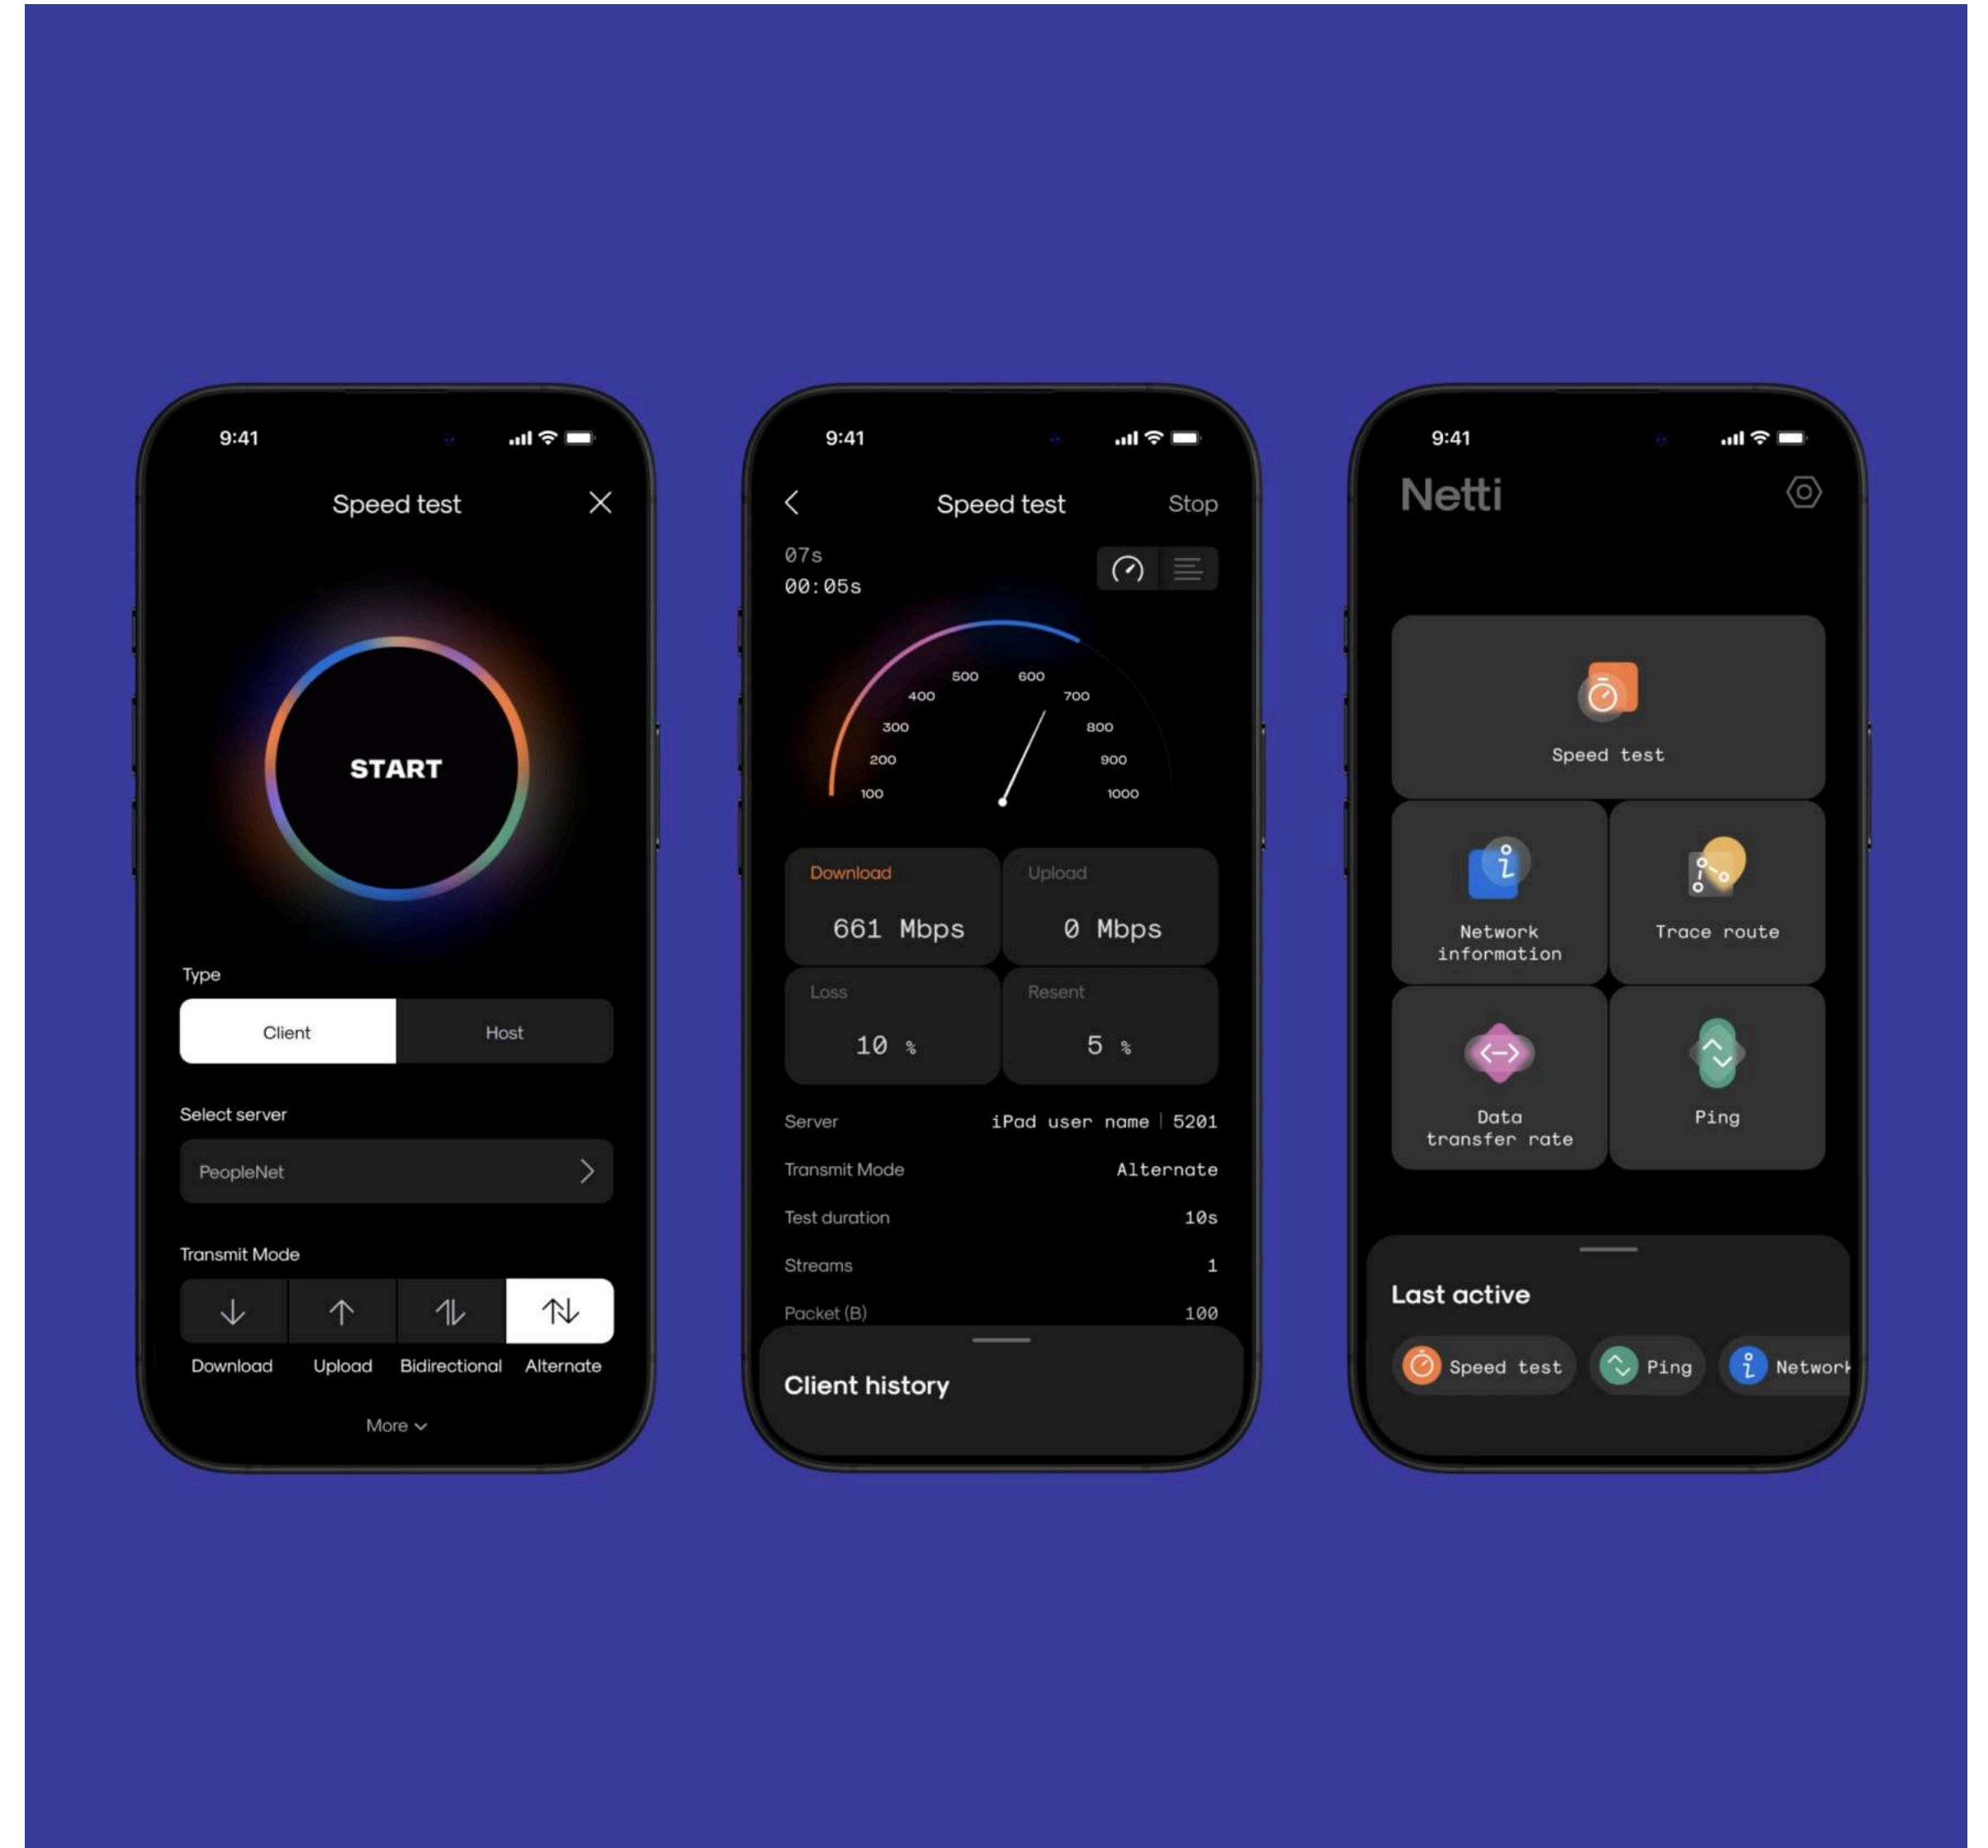 9:41
Speed test
START
Type
Client Host
Select server
PeopleNet
Transmit Mode
Download Upload Bidirectional Alternate
More
9:41
Speed test Stop
07s
00:05s
500 600
400 700
300 800
200 900
100 1000
Download Upload
661 Mbps 0 Mbps
Loss Resent
10 % 5 %
Server iPad user name | 5201
Transmit Mode Alternate
Test duration 10s
Streams 1
Packet (B) 100
Client history
9:41
Netti
Speed test
Network
information
Trace route
Data
transfer rate
Ping
Last active
Speed test Ping Network